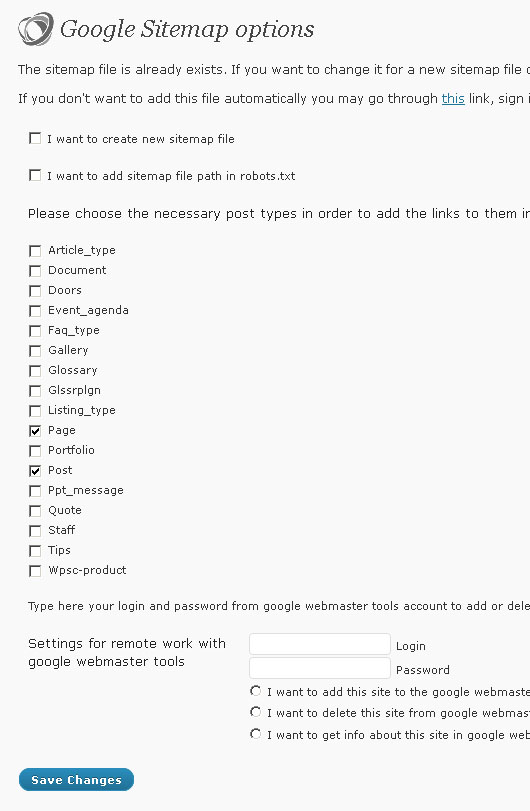 Google Sitemap options
The sitemap file is already exists. If you want to change it for a new sitemap file
If you don't want to add this file automatically you may go through this link, sign
I want to create new sitemap file
I want to add sitemap file path in robots.txt
Please choose the necessary post types in order to add the links to them in
Article_type
Document
Doors
Event_agenda
Faq_type
Gallery
Glossary
Glssrplgn
Listing_type
Page
Portfolio
Post
Ppt_message
Quote
Staff
Tips
Wpsc-product
Type here your login and password from google webmaster tools account to add or dele
Settings for remote work with
google webmaster tools
Login
Password
I want to add this site to the google webmaste
I want to delete this site from google webmas
I want to get info about this site in google web
Save Changes